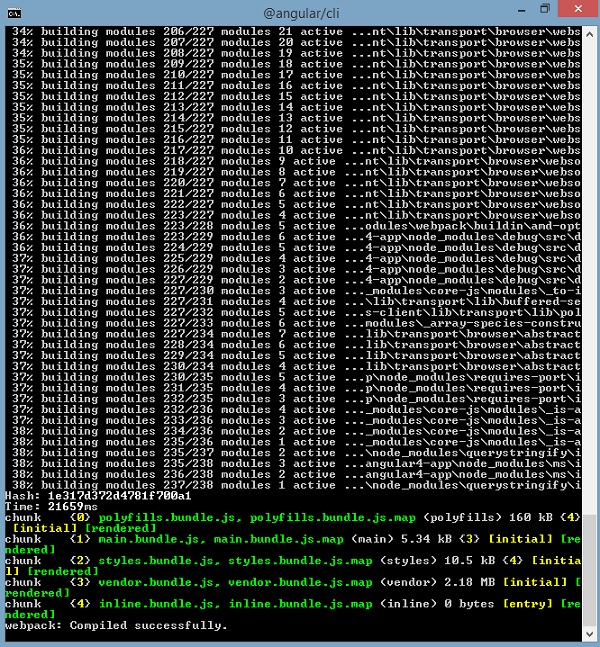 @angular/cli
34% building modules 206/227 modules 21 active ...nt\lib\transport\browser\webs
34% building modules 207/227 modules 20 active ...nt\lib\transport\browser\webs
34% building modules 208/227 modules 19 active ...nt\lib\transport\browser\webs
35% building modules 209/227 modules 18 active ...nt\lib\transport\browser\webs
35% building modules 210/227 modules 17 active ...nt\lib\transport\browser\webs
35% building modules 211/227 modules 16 active ...nt\lib\transport\browser\webs
35% building modules 212/227 modules 15 active ...nt\lib\transport\browser\webs
35% building modules 213/227 modules 14 active ...nt\lib\transport\browser\webs
35% building modules 214/227 modules 13 active ...nt\lib\transport\browser\webs
35% building modules 215/227 modules 12 active ...nt\lib\transport\browser\webs
35% building modules 216/227 modules 11 active ...nt\lib\transport\browser\webs
35% building modules 217/227 modules 10 active ...nt\lib\transport\browser\webs
36% building modules 218/227 modules 9 active ...nt\lib\transport\browser\webso
36% building modules 219/227 modules 8 active ...nt\lib\transport\browser\webso
36% building modules 220/227 modules 7 active ...nt\lib\transport\browser\webso
36% building modules 221/227 modules 6 active ...nt\lib\transport\browser\webso
36% building modules 222/227 modules 5 active ...nt\lib\transport\browser\webso
36% building modules 223/227 modules 4 active ...nt\lib\transport\browser\webso
36% building modules 223/228 modules 5 active ...odules\webpack\buildin\amd-opt
36% building modules 223/229 modules 6 active ...4-app\node_modules\debug\src\d
36% building modules 224/229 modules 5 active ...4-app\node_modules\debug\src\d
37% building modules 225/229 modules 4 active ...4-app\node_modules\debug\src\d
37% building modules 226/229 modules 3 active ...4-app\node_modules\debug\src\d
37% building modules 227/229 modules 2 active ...4-app\node_modules\debug\src\d
37% building modules 227/230 modules 3 active ..._modules\core-js\modules\_to-i
37% building modules 227/231 modules 4 active ...\lib\transport\lib\buffered-se
37% building modules 227/232 modules 5 active ...s-client\lib\transport\lib\pol
37% building modules 227/233 modules 6 active ...modules\_array-species-constru
37% building modules 227/234 modules 7 active ...lib\transport\browser\abstract
37% building modules 228/234 modules 6 active ...lib\transport\browser\abstract
37% building modules 229/234 modules 5 active ...lib\transport\browser\abstract
37% building modules 230/234 modules 4 active ...lib\transport\browser\abstract
37% building modules 230/235 modules 5 active ...p\node_modules\requires-port\i
37% building modules 231/235 modules 4 active ...p\node_modules\requires-port\i
37% building modules 232/235 modules 3 active ...p\node_modules\requires-port\i
37% building modules 232/236 modules 4 active ..._modules\core-js\modules\_is-a
37% building modules 233/236 modules 3 active ..._modules\core-js\modules\_is-a
38% building modules 234/236 modules 2 active ..._modules\core-js\modules\_is-a
38% building modules 235/236 modules 1 active ..._modules\core-js\modules\_is-a
38% building modules 235/237 modules 2 active ...\node_modules\querystringify\i
38% building modules 235/238 modules 3 active ...angular4-app\node_modules\ms\i
38% building modules 236/238 modules 2 active ...angular4-app\node_modules\ms\i
38% building modules 237/238 modules 1 active ...\node_modules\querystringify\i
Hash: 1e317d372d4781f700a1
Time: 21659ms
chunk    {0} polyfills.bundle.js, polyfills.bundle.js.map (polyfills) 160 kB {4}
 [initial] [rendered]
chunk    {1} main.bundle.js, main.bundle.js.map (main) 5.34 kB {3} [initial] [re
ndered]
chunk    {2} styles.bundle.js, styles.bundle.js.map (styles) 10.5 kB {4} [initia
l] [rendered]
chunk    {3} vendor.bundle.js, vendor.bundle.js.map (vendor) 2.18 MB [initial] [
rendered]
chunk    {4} inline.bundle.js, inline.bundle.js.map (inline) 0 bytes [entry] [re
ndered]
webpack: Compiled successfully.